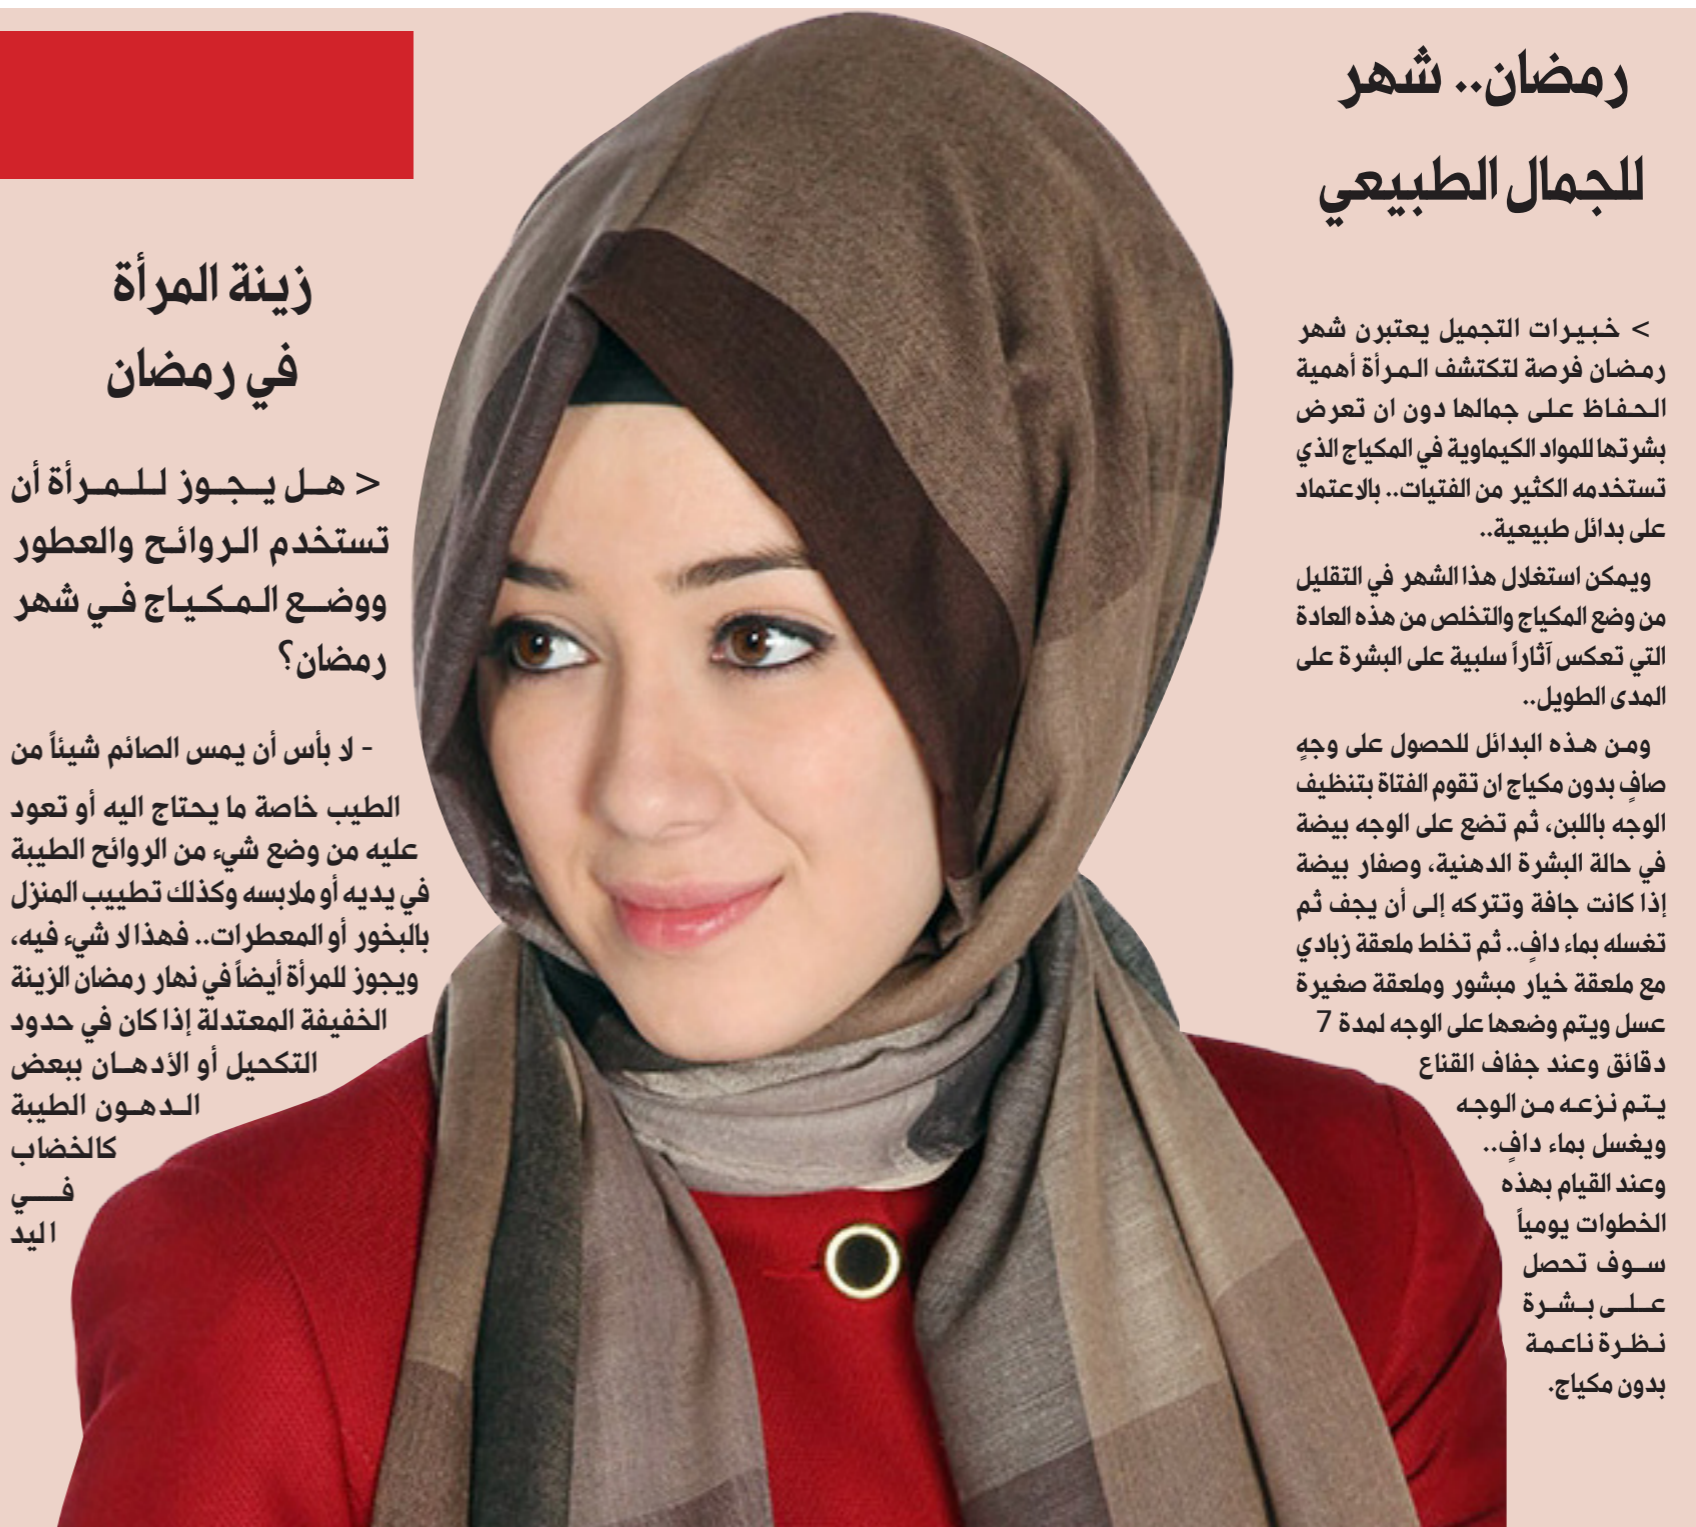 رمضان.. شهر
للجمال الطبيعي
> خبيرات التجميل يعتبرن شهر
رمضان فرصة لتكتشف المرأة أهمية
الحفاظ على جمالها دون ان تعرض
بشرتها للمواد الكيماوية في المكياج الذي
تستخدمه الكثير من الفتيات.. بالاعتماد
على بدائل طبيعية..
ويمكن استغلال هذا الشهر في التقليل
من وضع المكياج والتخلص من هذه العادة
التي تعكس آثاراً سلبية على البشرة على
المدى الطويل..
ومن هذه البدائل للحصول على وجهٍ
صافٍ بدون مكياج ان تقوم الفتاة بتنظيف
الوجه باللبن، ثم تضع على الوجه بيضة
في حالة البشرة الدهنية، وصفار بيضة
إذا كانت جافة وتتركه إلى أن يجف ثم
تغسله بماء دافٍ.. ثم تخلط ملعقة زبادي
مع ملعقة خيار مبشور وملعقة صغيرة
عسل ويتم وضعها على الوجه لمدة 7
دقائق وعند جفاف القناع
يتم نزعه من الوجه
ويغسل بماء دافٍ..
وعند القيام بهذه
الخطوات يومياً
سوف تحصل
على بشرة
نظرة ناعمة
بدون مكياج.
زينة المرأة
في رمضان
> هل يجوز للمرأة أن
تستخدم الروائح والعطور
ووضع المكياج في شهر
رمضان؟
- لا بأس أن يمس الصائم شيئاً من
الطيب خاصة ما يحتاج اليه أو تعود
عليه من وضع شيء من الروائح الطيبة
في يديه أو ملابسه وكذلك تطييب المنزل
بالبخور أو المعطرات.. فهذا لا شيء فيه،
ويجوز للمرأة أيضاً في نهار رمضان الزينة
الخفيفة المعتدلة إذا كان في حدود
التكحيل أو الأدهان ببعض
الدهون الطيبة
كالخضاب
في
اليد